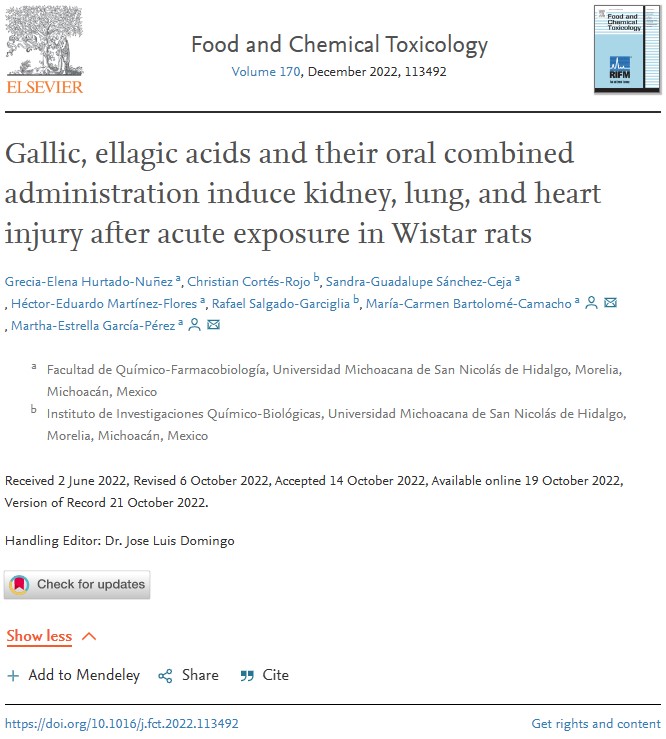 Food and Chemical Toxicology
Volume 170, December 2022, 113492
ELSEVIER
Food and
Chemical
Toxicology
RIFM
Gallic, ellagic acids and their oral combined
administration induce kidney, lung, and heart
injury after acute exposure in Wistar rats
Grecia-Elena Hurtado-Nuñez a, Christian Cortés-Rojo b, Sandra-Guadalupe Sánchez-Ceja a
, Héctor-Eduardo Martínez-Flores a, Rafael Salgado-Garciglia b, María-Carmen Bartolomé-Camacho a
, Martha-Estrella García-Pérez a
a Facultad de Químico-Farmacobiología, Universidad Michoacana de San Nicolás de Hidalgo, Morelia,
Michoacán, Mexico
b Instituto de Investigaciones Químico-Biológicas, Universidad Michoacana de San Nicolás de Hidalgo,
Morelia, Michoacán, Mexico
Received 2 June 2022, Revised 6 October 2022, Accepted 14 October 2022, Available online 19 October 2022,
Version of Record 21 October 2022.
Handling Editor: Dr. Jose Luis Domingo
Check for updates
Show less
Add to Mendeley Share Cite
https://doi.org/10.1016/j.fct.2022.113492 Get rights and content